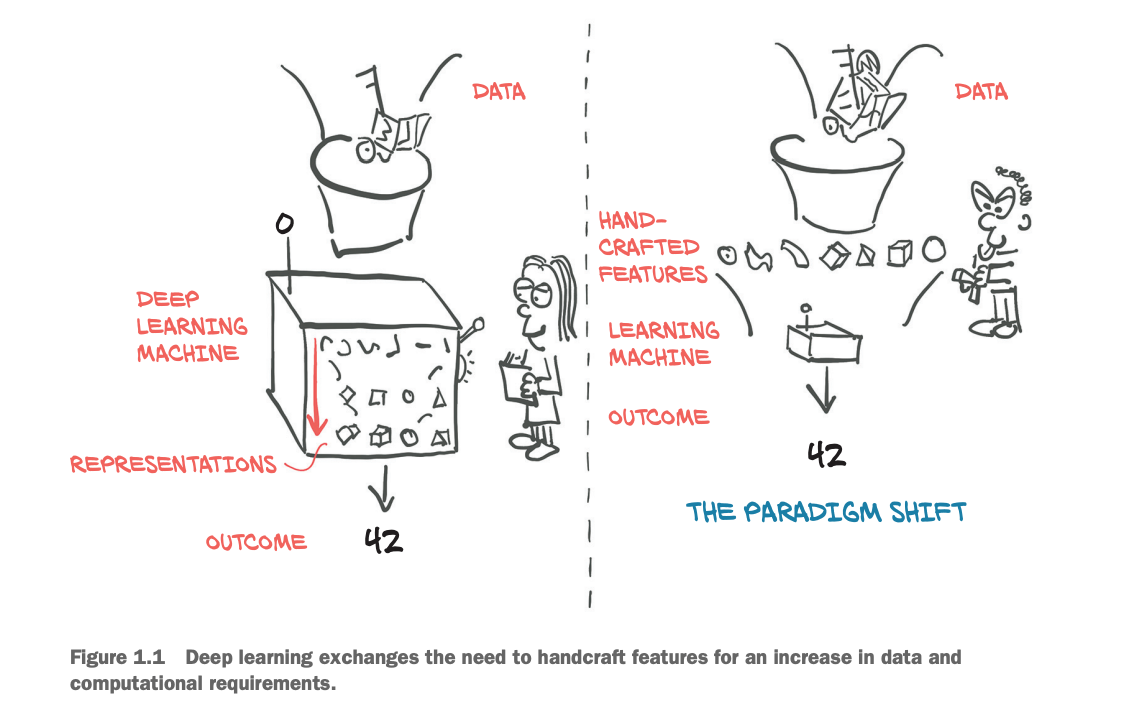 DATA
DEEP
LEARNING
MACHINE
REPRESENTATIONS
OUTCOME
42
DATA
HAND-
CRAFTED
FEATURES
LEARNING
MACHINE
OUTCOME
42
THE PARADIGM SHIFT
Figure 1.1 Deep learning exchanges the need to handcraft features for an increase in data and
computational requirements.